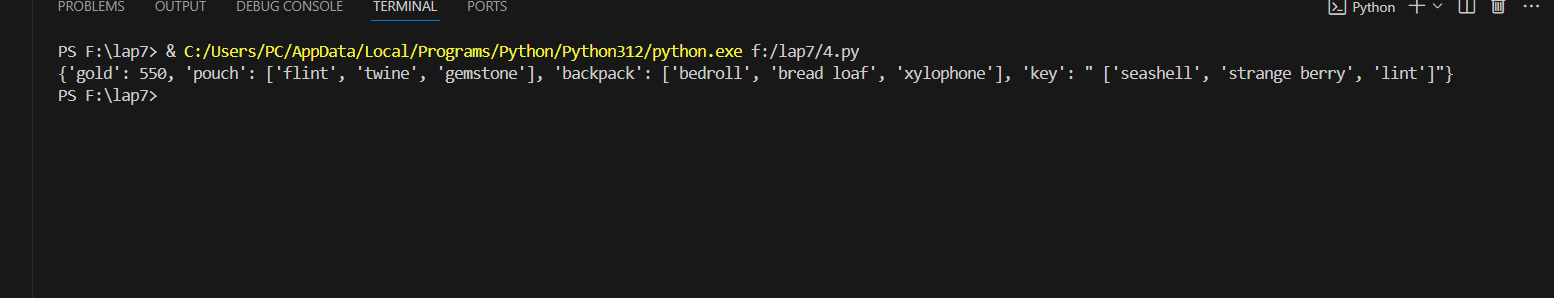 PROBLEMS OUTPUT DEBUG CONSOLE TERMINAL PORTS Python
PS F:\lap7> & C:/Users/PC/AppData/Local/Programs/Python/Python312/python.exe f:/lap7/4.py
{'gold': 550, 'pouch': ['flint', 'twine', 'gemstone'], 'backpack': ['bedroll', 'bread loaf', 'xylophone'], 'key': " ['seashell', 'strange berry', 'lint']"}
PS F:\lap7>